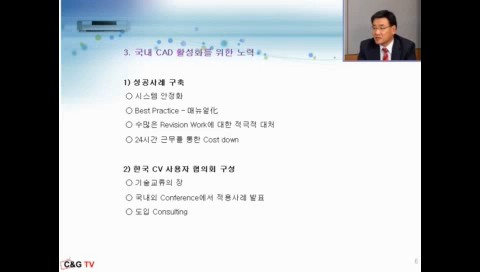 3. 국내 CAD 활성화를 위한 노력
1) 성공사례 구축
○ 시스템 안정화
○ Best Practice - 매뉴얼化
○ 수많은 Revision Work에 대한 적극적 대처
○ 24시간 근무를 통한 Cost down
2) 한국 CV 사용자 협의회 구성
○ 기술교류의 장
○ 국내외 Conference에서 적용사례 발표
○ 도입 Consulting
C&G TV